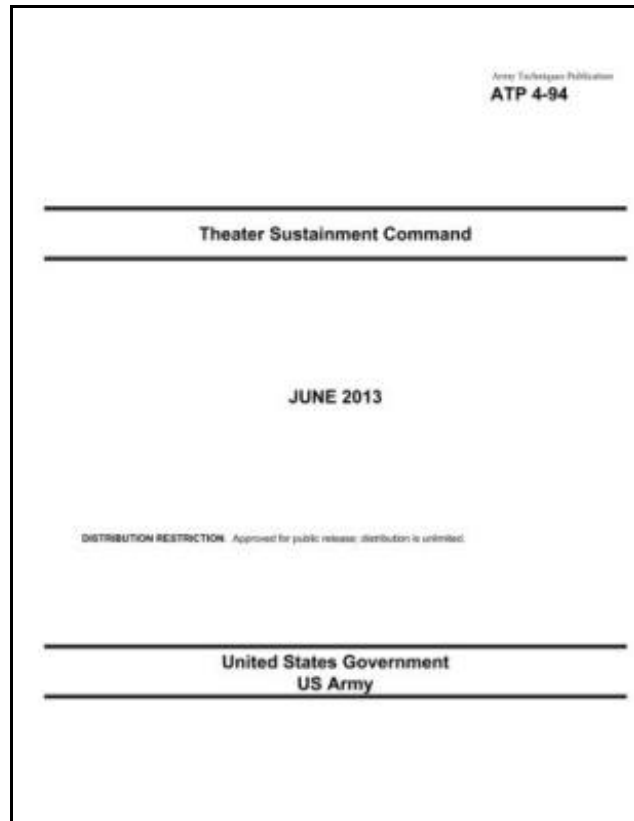 Army Techniques Publication
ATP 4-94
Theater Sustainment Command
JUNE 2013
DISTRIBUTION RESTRICTION. Approved for public release; distribution is unlimited.
United States Government
US Army